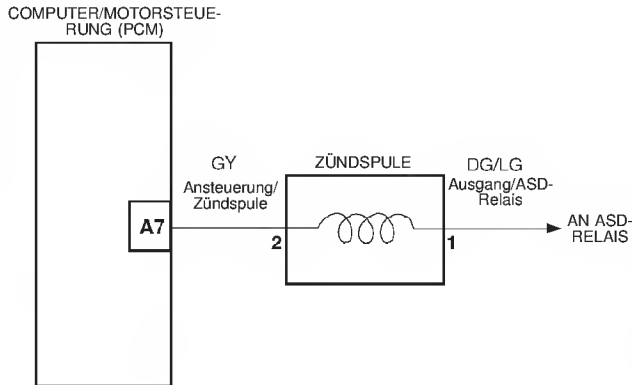 COMPUTER/MOTORSTEUE-
RUNG (PCM)
GY
Ansteuerung/
Zündspule
ZÜNDSPULE
DG/LG
Ausgang/ASD-
Relais
A7
2
1
AN ASD-
RELAIS